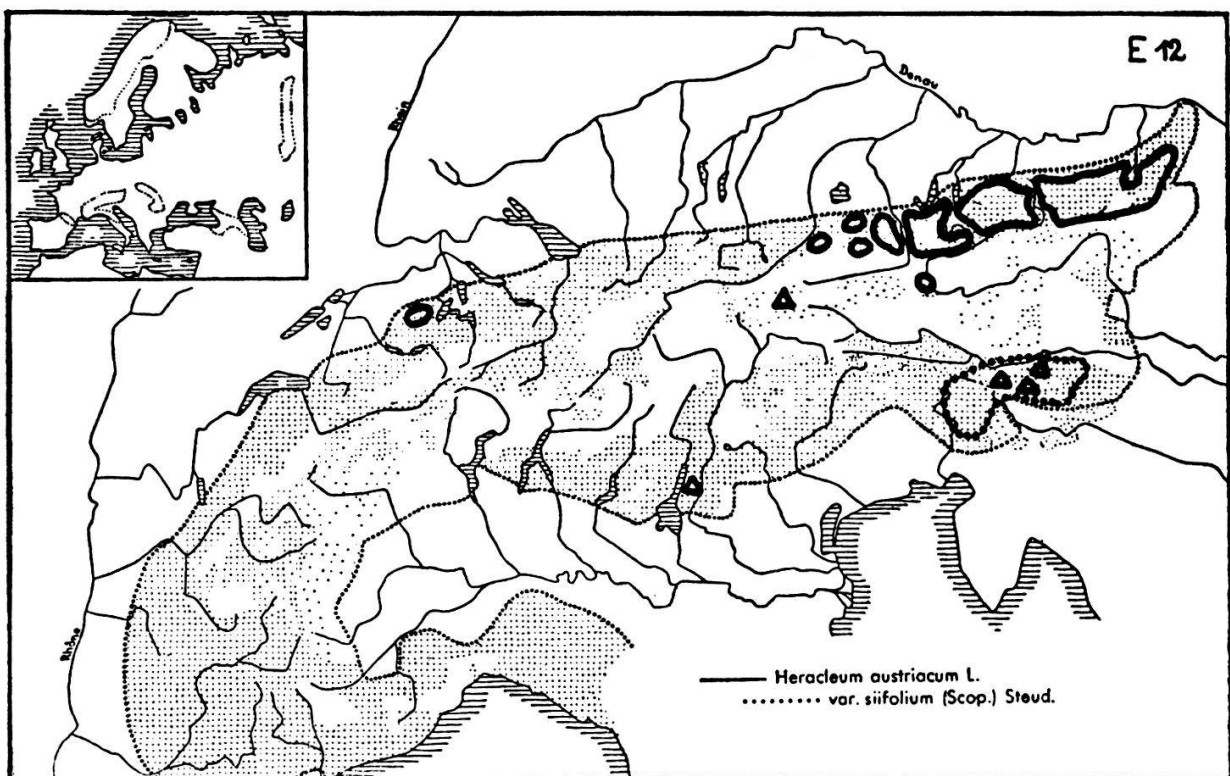 E 12
Donau
Rhein
Rhône
Heracleum austriacum L.
var. siifolium (Scop.) Steud.